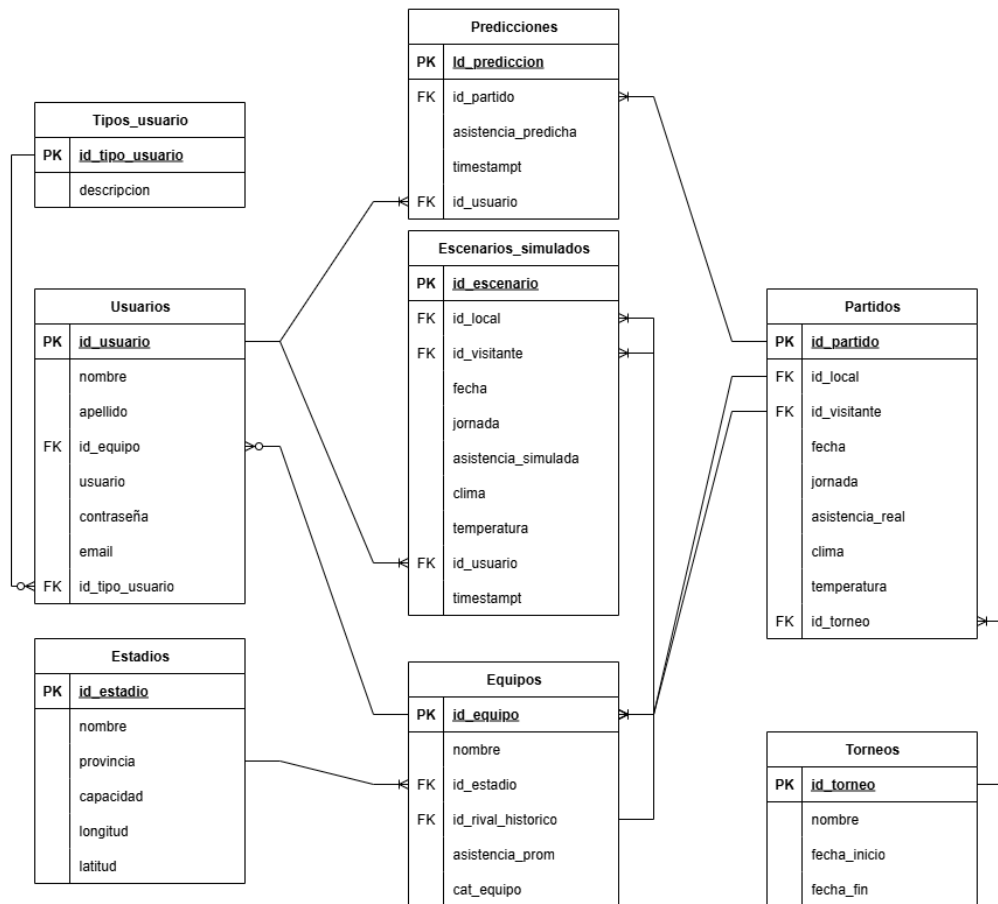 Predicciones
PK Id_prediccion
FK id_partido
asistencia_predicha
timestampt
FK id_usuario
Tipos_usuario
PK id_tipo_usuario
descripcion
Escenarios_simulados
PK id_escenario
FK id_local
FK id_visitante
fecha
jornada
asistencia_simulada
clima
temperatura
FK id_usuario
timestampt
Usuarios
PK id_usuario
nombre
apellido
FK id_equipo
usuario
contraseña
email
FK id_tipo_usuario
Partidos
PK id_partido
FK id_local
FK id_visitante
fecha
jornada
asistencia_real
clima
temperatura
FK id_torneo
Estadios
PK id_estadio
nombre
provincia
capacidad
longitud
latitud
Equipos
PK id_equipo
nombre
FK id_estadio
FK id_rival_historico
asistencia_prom
cat_equipo
Torneos
PK id_torneo
nombre
fecha_inicio
fecha_fin